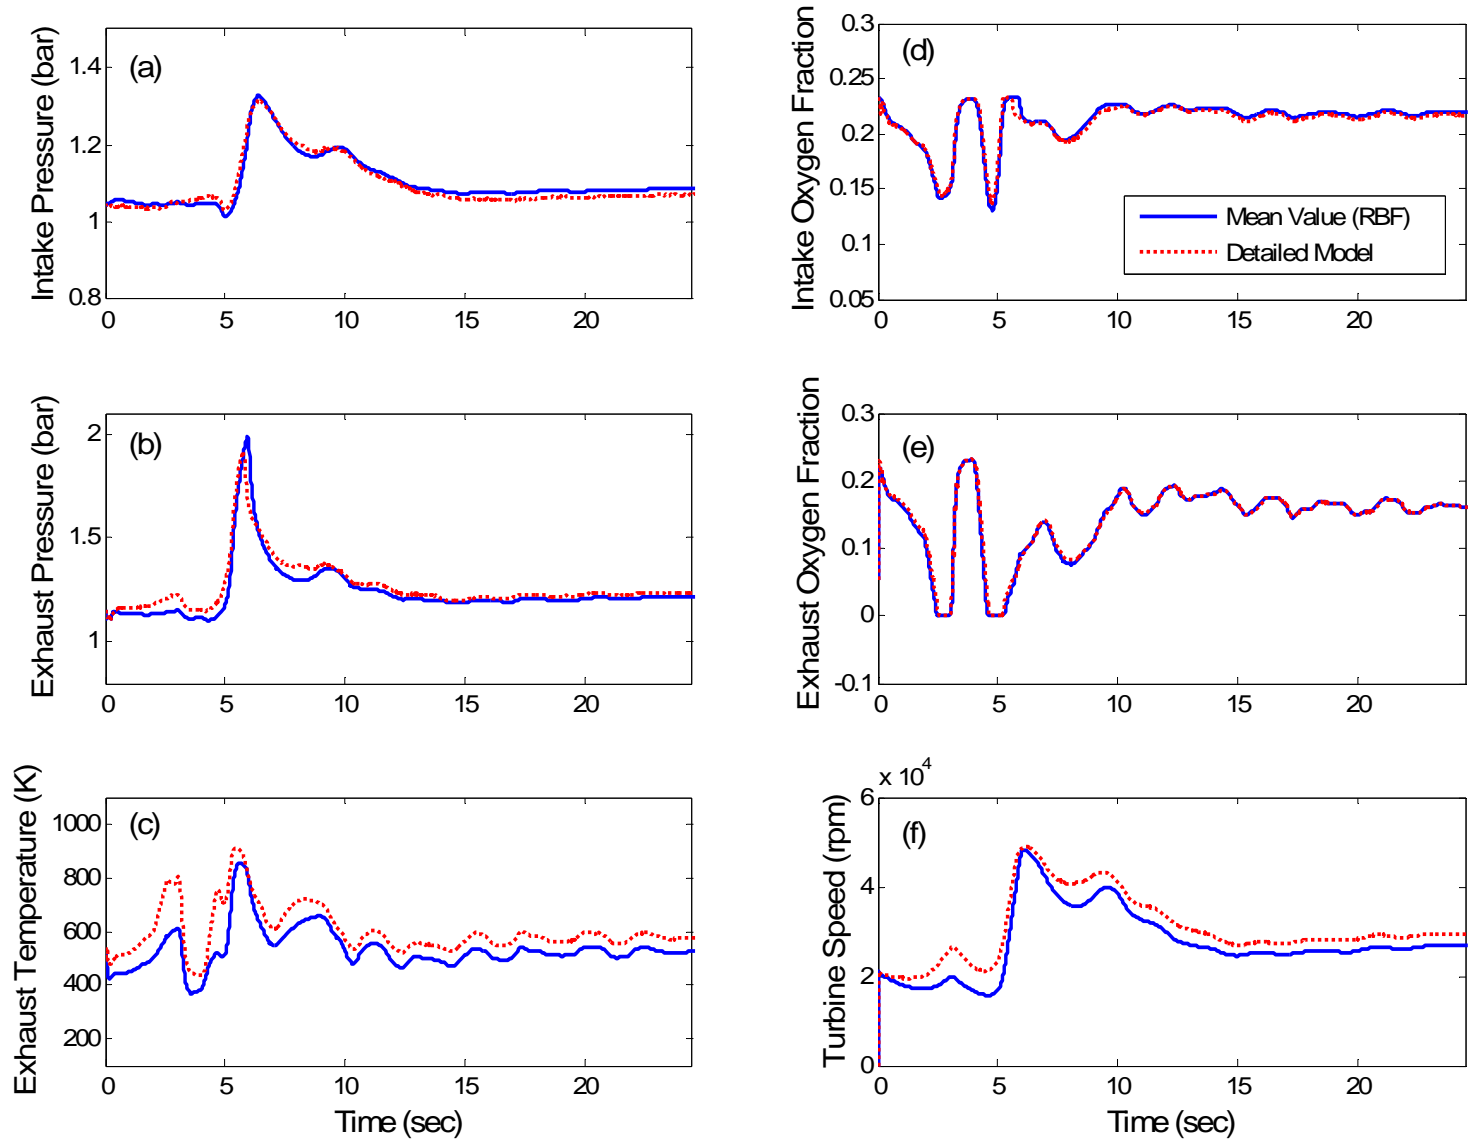 (a)
Intake Pressure (bar)
1.4
1.2
1
0.8
0 5 10 15 20
(d)
Intake Oxygen Fraction
0.3
0.25
0.2
0.15
0.1
0.05
0 5 10 15 20
Mean Value (RBF)
Detailed Model
(b)
Exhaust Pressure (bar)
2
1.5
1
0 5 10 15 20
(e)
Exhaust Oxygen Fraction
0.3
0.2
0.1
0
-0.1
0 5 10 15 20
(c)
Exhaust Temperature (K)
1000
800
600
400
200
0 5 10 15 20
Time (sec)
x 10^4
(f)
Turbine Speed (rpm)
6
4
2
0
0 5 10 15 20
Time (sec)